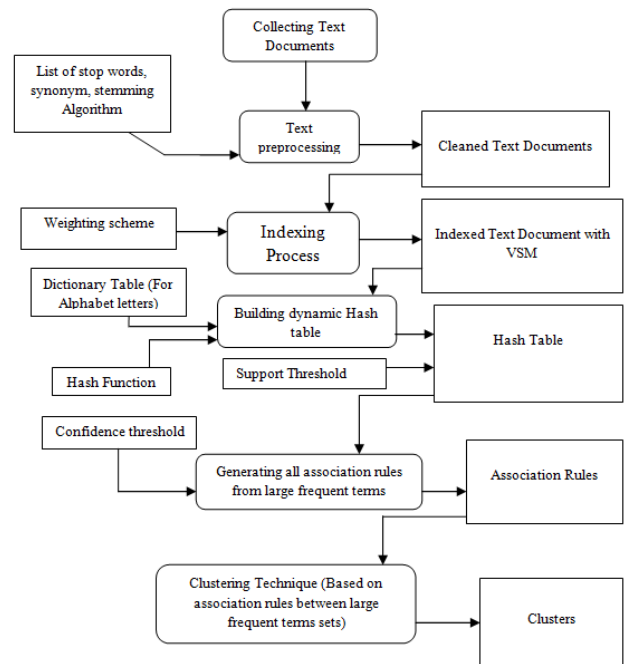 Collecting Text
Documents
List of stop words,
synonym, stemming
Algorithm
Text
preprocessing
Cleaned Text Documents
Weighting scheme
Indexing
Process
Indexed Text Document with
VSM
Dictionary Table (For
Alphabet letters)
Building dynamic Hash
table
Hash Table
Hash Function
Support Threshold
Confidence threshold
Generating all association rules
from large frequent terms
Association Rules
Clustering Technique (Based on
association rules between large
frequent terms sets)
Clusters